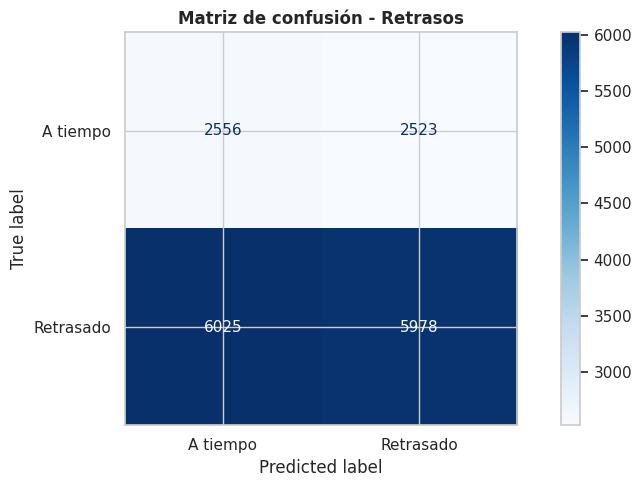 Matriz de confusión - Retrasos
A tiempo
2556
2523
Retrasado
6025
5978
A tiempo
Retrasado
Predicted label
True label
6000
5500
5000
4500
4000
3500
3000